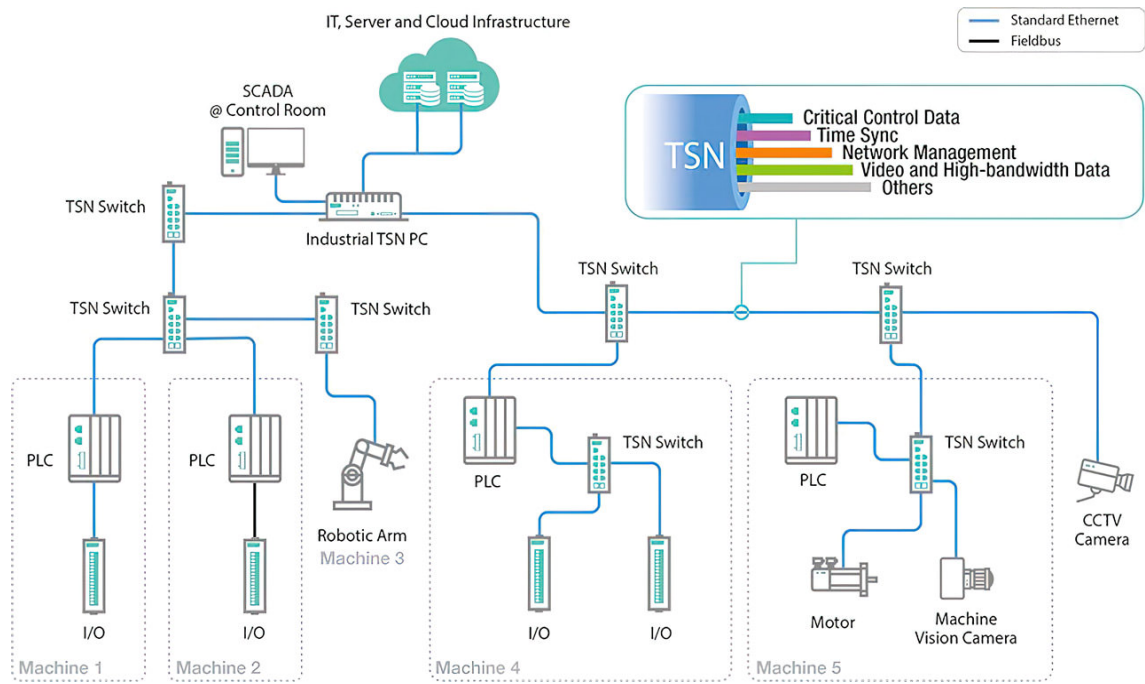 IT, Server and Cloud Infrastructure
Standard Ethernet
Fieldbus
SCADA
@ Control Room
TSN
Critical Control Data
Time Sync
Network Management
Video and High-bandwidth Data
Others
TSN Switch
Industrial TSN PC
TSN Switch
TSN Switch
TSN Switch
TSN Switch
PLC
PLC
Robotic Arm
Machine 3
PLC
TSN Switch
PLC
TSN Switch
CCTV
Camera
I/O
I/O
I/O
I/O
Motor
Machine
Vision Camera
Machine 1
Machine 2
Machine 4
Machine 5